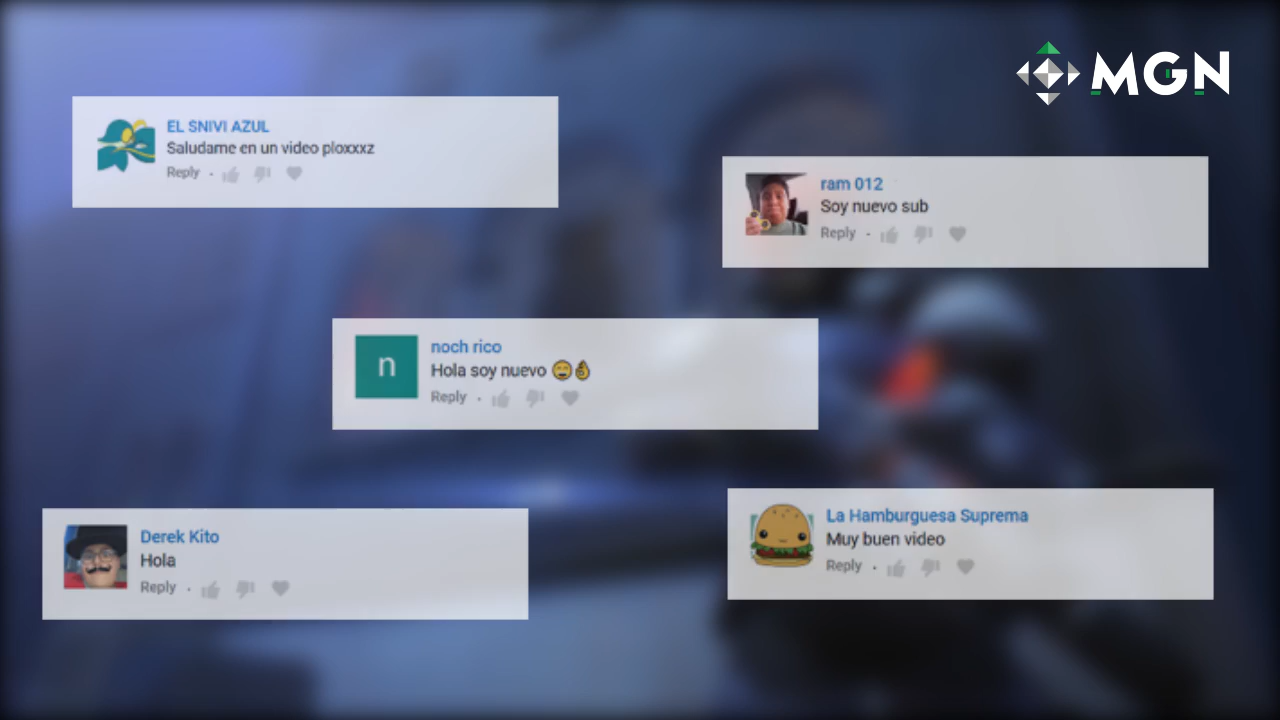 MGN
EL SNIVI AZUL
Saludame en un video ploxxxz
Reply
ram 012
Soy nuevo sub
Reply
n
noch rico
Hola soy nuevo 😄👌
Reply
Derek Kito
Hola
Reply
La Hamburguesa Suprema
Muy buen video
Reply